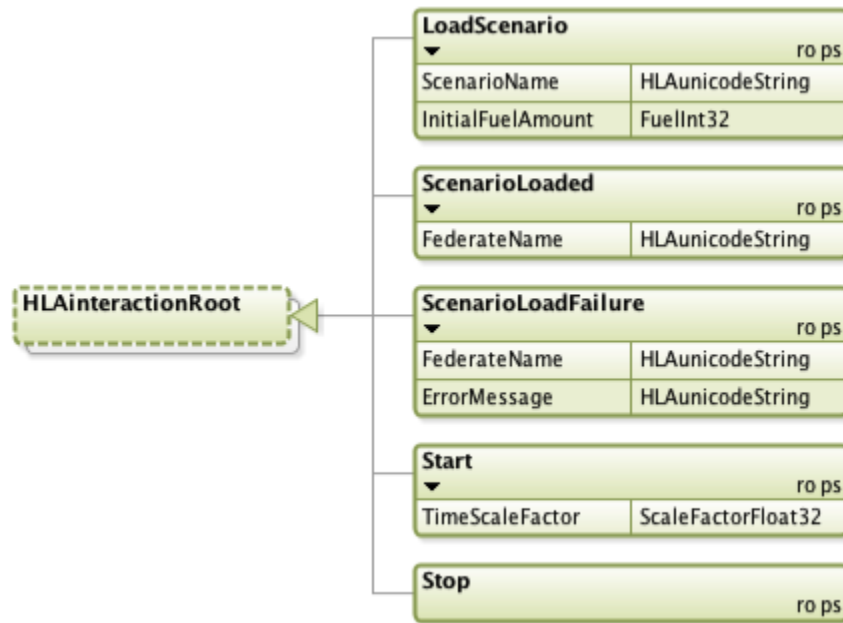 LoadScenario
ro ps
ScenarioName HLAunicodeString
InitialFuelAmount FuelInt32
ScenarioLoaded
ro ps
FederateName HLAunicodeString
HLAinteractionRoot
ScenarioLoadFailure
ro ps
FederateName HLAunicodeString
ErrorMessage HLAunicodeString
Start
ro ps
TimeScaleFactor ScaleFactorFloat32
Stop
ro ps